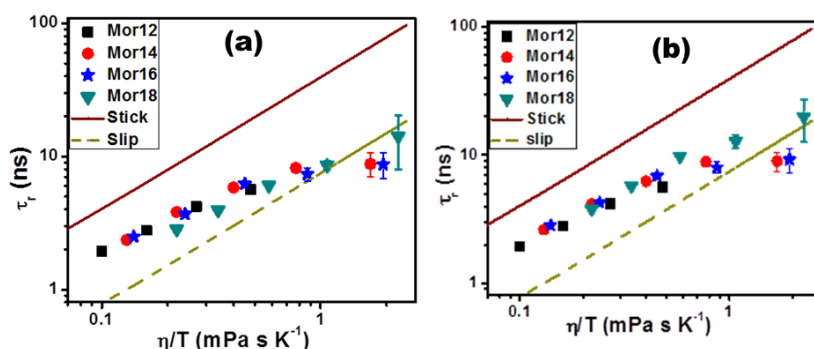 (a)
Mor12
Mor14
Mor16
Mor18
Stick
Slip
τr (ns)
100
10
1
0.1
1
η/T (mPa s K⁻¹)
(b)
Mor12
Mor14
Mor16
Mor18
Stick
slip
τr (ns)
100
10
1
0.1
1
η/T (mPa s K⁻¹)